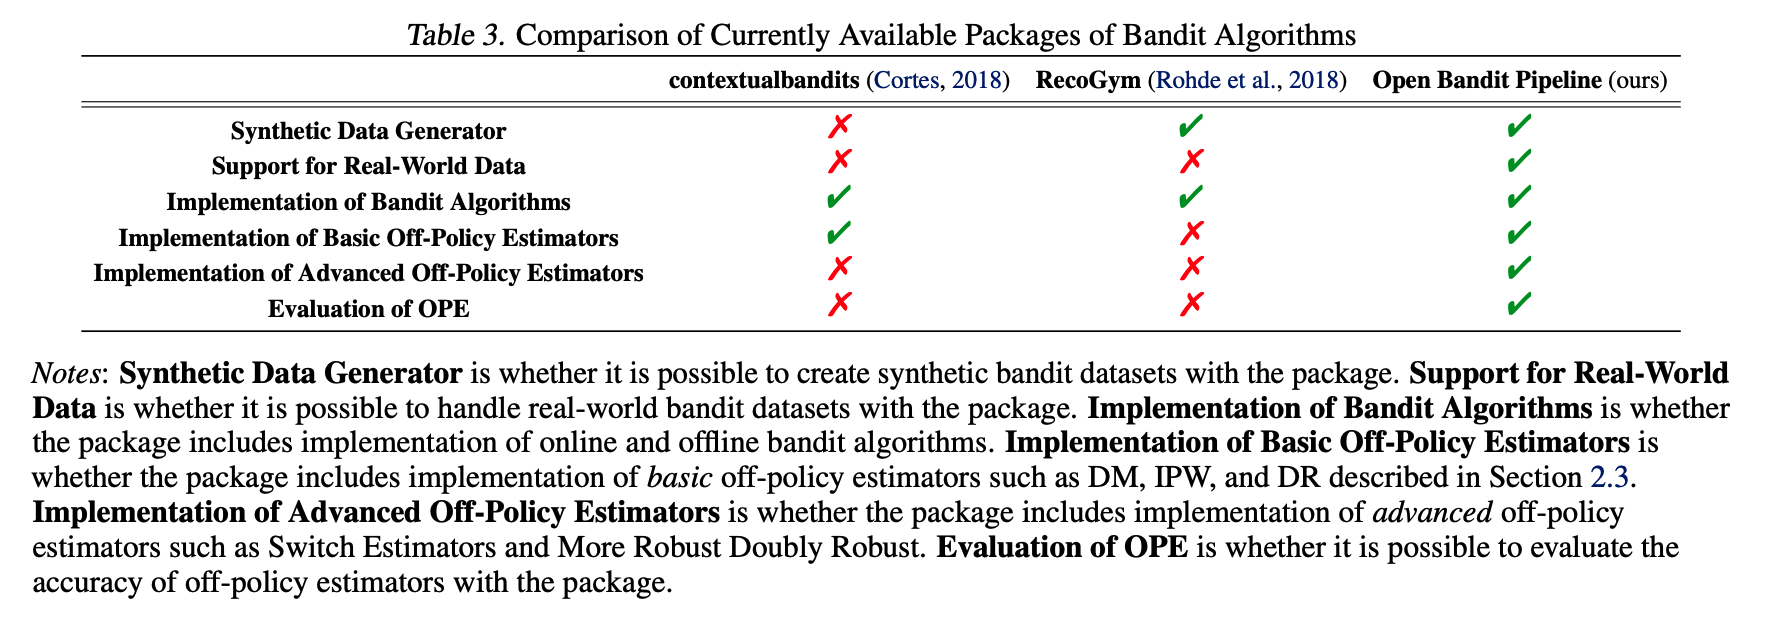 Table 3. Comparison of Currently Available Packages of Bandit Algorithms
contextualbandits (Cortes, 2018) RecoGym (Rohde et al., 2018) Open Bandit Pipeline (ours)
Synthetic Data Generator ✗ ✓ ✓
Support for Real-World Data ✗ ✗ ✓
Implementation of Bandit Algorithms ✓ ✓ ✓
Implementation of Basic Off-Policy Estimators ✓ ✗ ✓
Implementation of Advanced Off-Policy Estimators ✗ ✗ ✓
Evaluation of OPE ✗ ✗ ✓
Notes: Synthetic Data Generator is whether it is possible to create synthetic bandit datasets with the package. Support for Real-World
Data is whether it is possible to handle real-world bandit datasets with the package. Implementation of Bandit Algorithms is whether
the package includes implementation of online and offline bandit algorithms. Implementation of Basic Off-Policy Estimators is
whether the package includes implementation of basic off-policy estimators such as DM, IPW, and DR described in Section 2.3.
Implementation of Advanced Off-Policy Estimators is whether the package includes implementation of advanced off-policy
estimators such as Switch Estimators and More Robust Doubly Robust. Evaluation of OPE is whether it is possible to evaluate the
accuracy of off-policy estimators with the package.